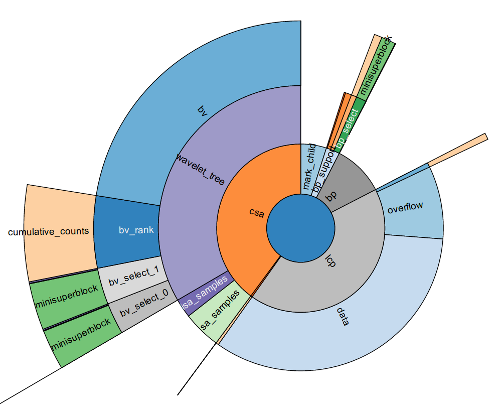 minisuperblock
bv
bp_select
mark_child
bp_support
wavelet_tree
bp
csa
overflow
cumulative_counts
bv_rank
lcp
bv_select_1
minisuperblock
isa_samples
bv_select_0
sa_samples
data
minisuperblock